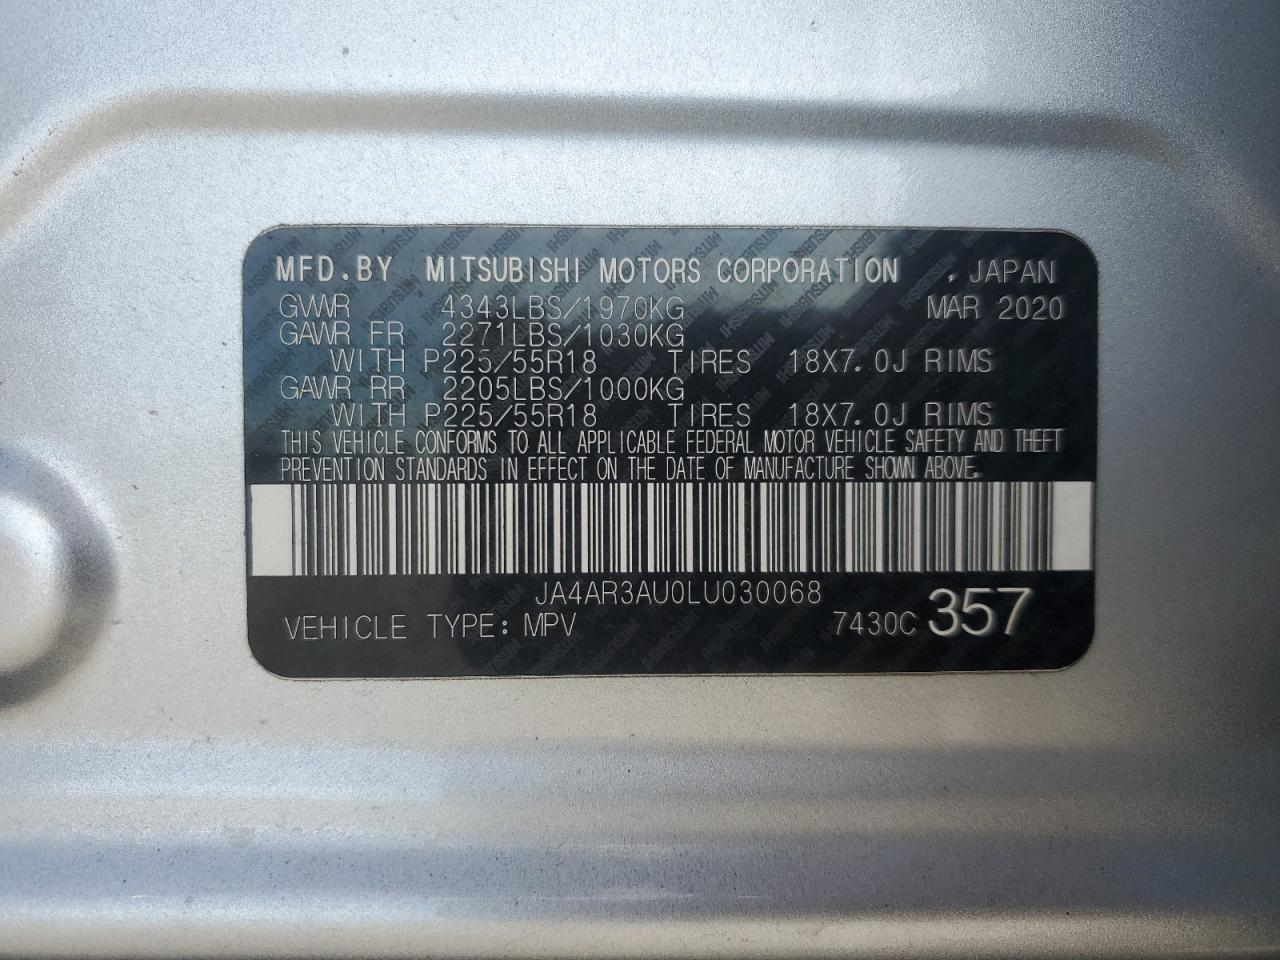 MFD.BY MITSUBISHI MOTORS CORPORATION , JAPAN
GVWR 4343LBS/1970KG MAR 2020
GAWR FR 2271LBS/1030KG
WITH P225/55R18 TIRES 18X7.0J RIMS
GAWR RR 2205LBS/1000KG
WITH P225/55R18 TIRES 18X7.0J RIMS
THIS VEHICLE CONFORMS TO ALL APPLICABLE FEDERAL MOTOR VEHICLE SAFETY AND THEFT
PREVENTION STANDARDS IN EFFECT ON THE DATE OF MANUFACTURE SHOWN ABOVE.
JA4AR3AU0LU030068
VEHICLE TYPE: MPV 7430C 357